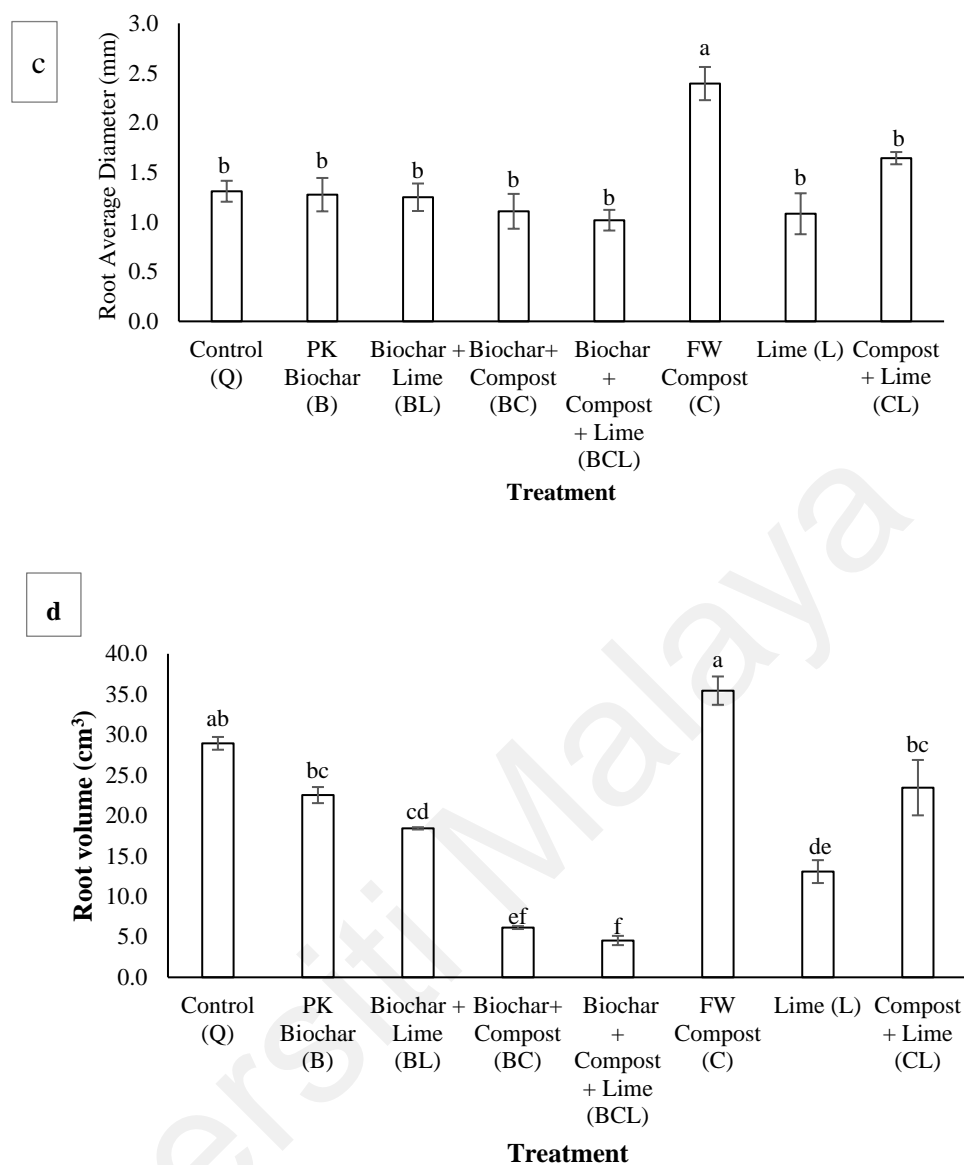 c
Root Average Diameter (mm)
3.0
2.5
2.0
1.5
1.0
0.5
0.0
b
b
b
b
b
a
b
b
Control
(Q)
PK
Biochar
(B)
Biochar +
Lime
(BL)
Biochar+
Compost
(BC)
Biochar
+
Compost
+ Lime
(BCL)
FW
Compost
(C)
Lime (L)
Compost
+ Lime
(CL)
Treatment
d
Root volume (cm³)
40.0
35.0
30.0
25.0
20.0
15.0
10.0
5.0
0.0
ab
bc
cd
ef
f
a
de
bc
Control
(Q)
PK
Biochar
(B)
Biochar +
Lime
(BL)
Biochar+
Compost
(BC)
Biochar
+
Compost
+ Lime
(BCL)
FW
Compost
(C)
Lime (L)
Compost
+ Lime
(CL)
Treatment
ersiti Malaya